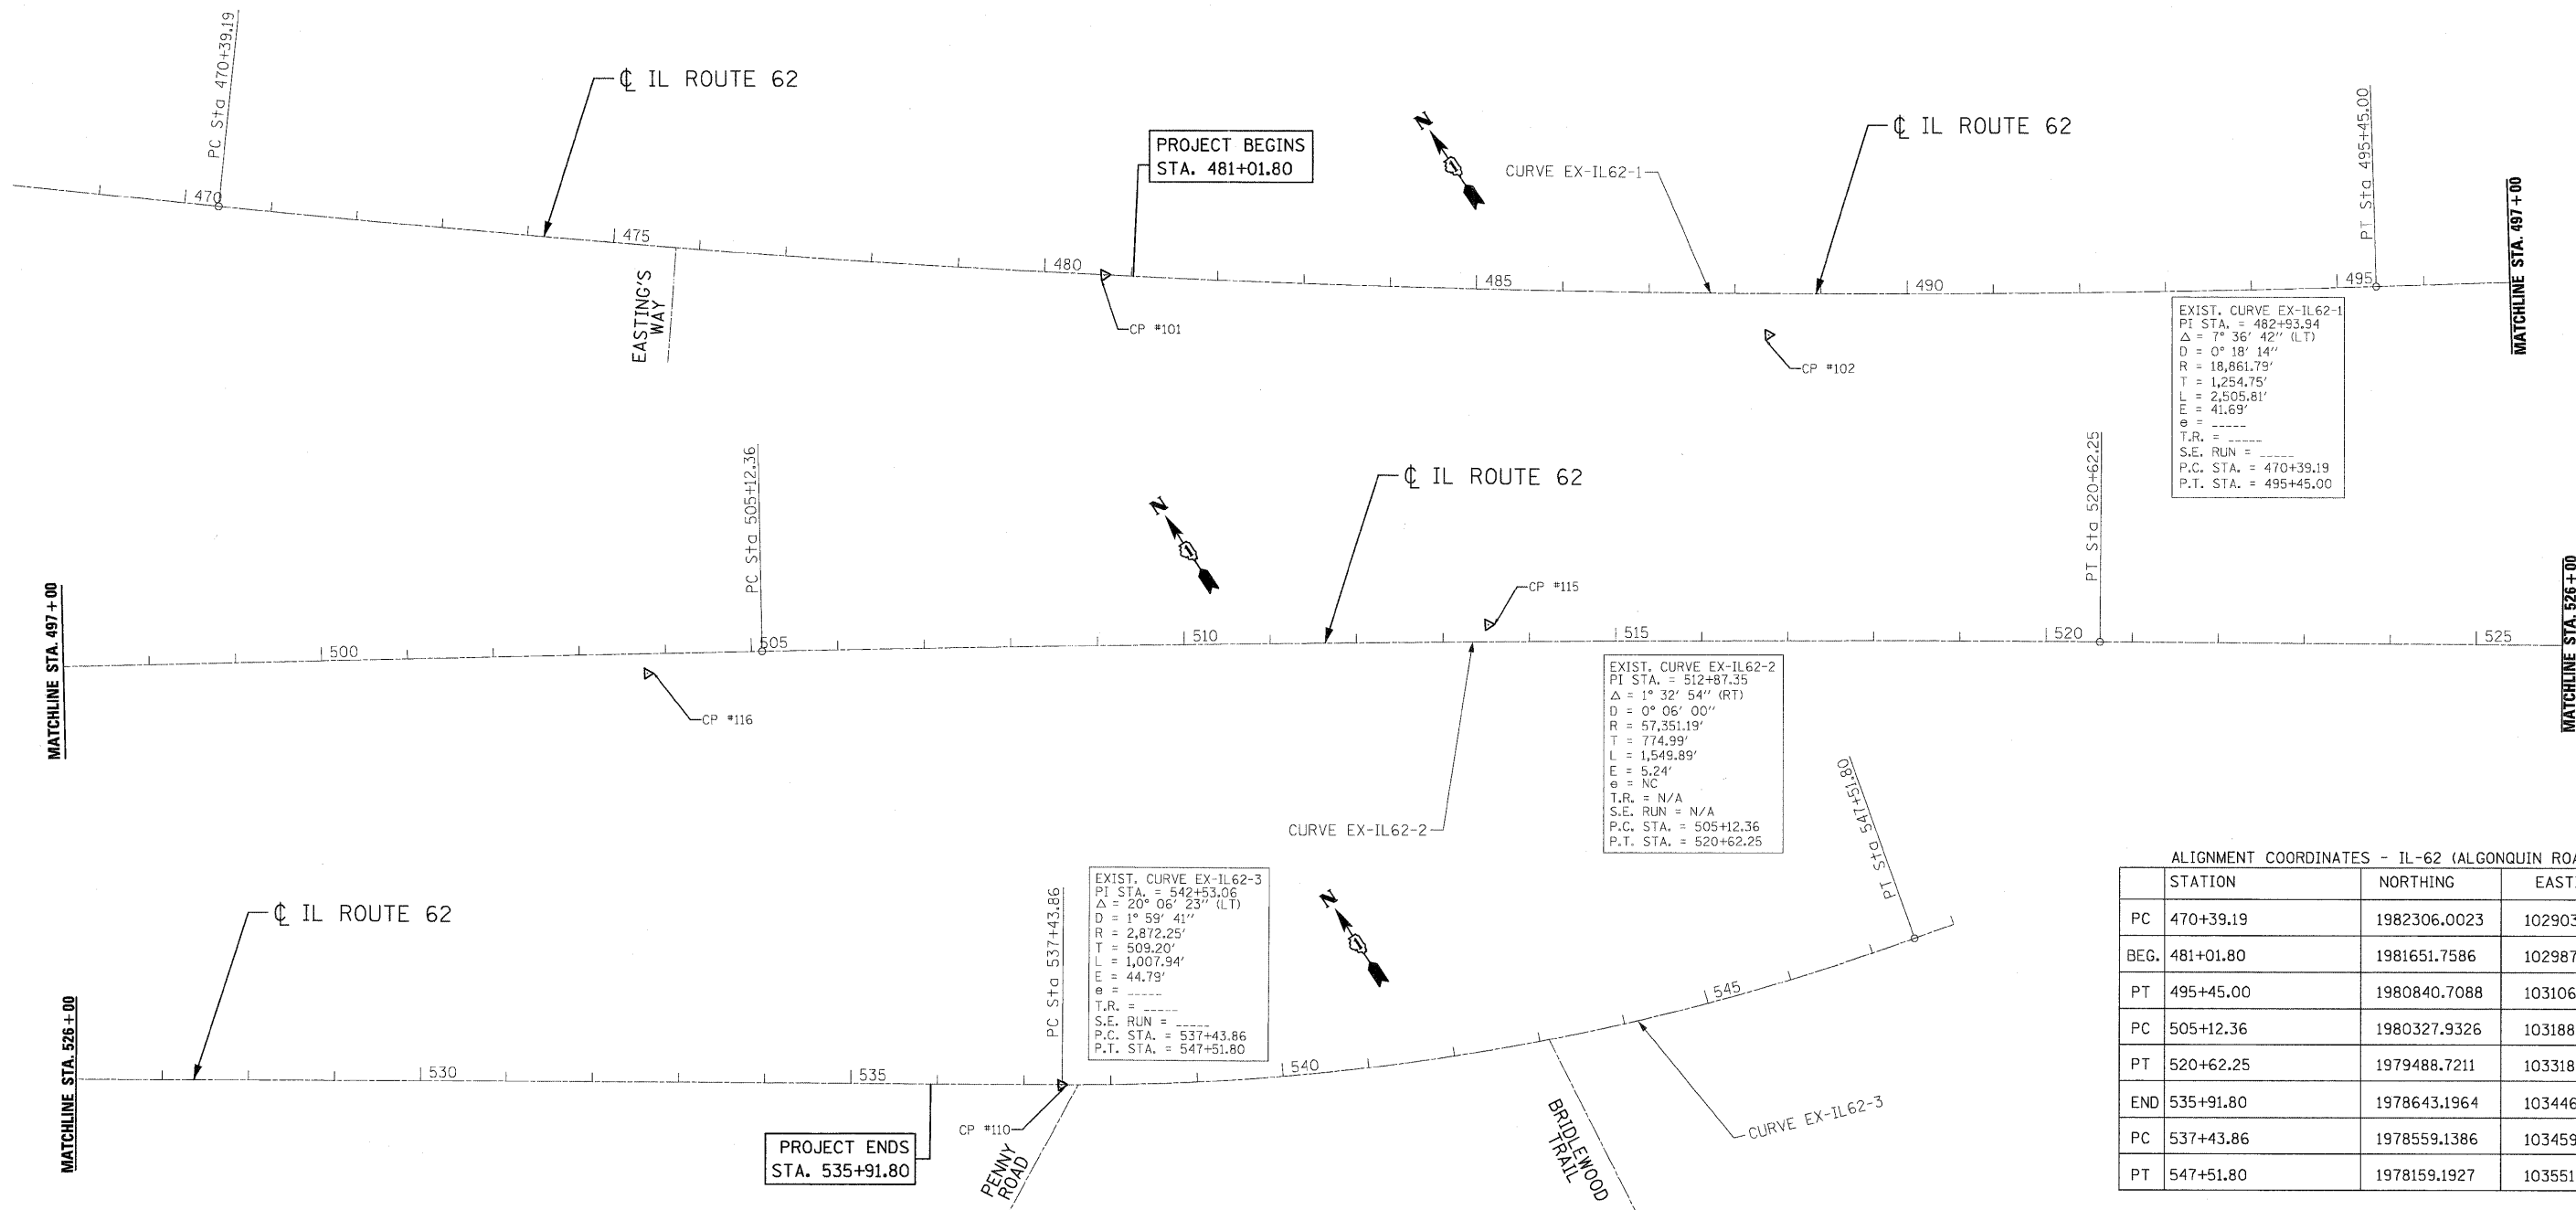 PC Sta 470+39.19
℄ IL ROUTE 62
PROJECT BEGINS
STA. 481+01.80
N
1
CURVE EX-IL62-1
℄ IL ROUTE 62
PT Sta 495+45.00
MATCHLINE STA. 497+00
470
475
480
485
490
495
EASTING'S
WAY
CP #101
CP #102
EXIST. CURVE EX-IL62-1
PI STA. = 482+93.94
Δ = 7° 36' 42" (LT)
D = 0° 18' 14"
R = 18,861.79'
T = 1,254.75'
L = 2,505.81'
E = 41.69'
e = _____
T.R. = _____
S.E. RUN = _____
P.C. STA. = 470+39.19
P.T. STA. = 495+45.00
MATCHLINE STA. 497+00
PC Sta 505+12.36
N
1
℄ IL ROUTE 62
CP #115
PT Sta 520+62.25
MATCHLINE STA. 526+00
500
505
510
515
520
525
CP #116
CURVE EX-IL62-2
EXIST. CURVE EX-IL62-2
PI STA. = 512+87.35
Δ = 1° 32' 54" (RT)
D = 0° 06' 00"
R = 57,351.19'
T = 774.99'
L = 1,549.89'
E = 5.24'
e = NC
T.R. = N/A
S.E. RUN = N/A
P.C. STA. = 505+12.36
P.T. STA. = 520+62.25
MATCHLINE STA. 526+00
℄ IL ROUTE 62
PC Sta 537+43.86
EXIST. CURVE EX-IL62-3
PI STA. = 542+53.06
Δ = 20° 06' 23" (LT)
D = 1° 59' 41"
R = 2,872.25'
T = 509.20'
L = 1,007.94'
E = 44.79'
e = _____
T.R. = _____
S.E. RUN = _____
P.C. STA. = 537+43.86
P.T. STA. = 547+51.80
N
1
PT Sta 547+51.80
530
535
540
545
PROJECT ENDS
STA. 535+91.80
CP #110
PENNY
ROAD
BRIDLEWOOD
TRAIL
CURVE EX-IL62-3
ALIGNMENT COORDINATES - IL-62 (ALGONQUIN ROA
STATION NORTHING EAST
PC 470+39.19 1982306.0023 102903
BEG. 481+01.80 1981651.7586 102987
PT 495+45.00 1980840.7088 103106
PC 505+12.36 1980327.9326 103188
PT 520+62.25 1979488.7211 103318
END 535+91.80 1978643.1964 103446
PC 537+43.86 1978559.1386 103459
PT 547+51.80 1978159.1927 103551